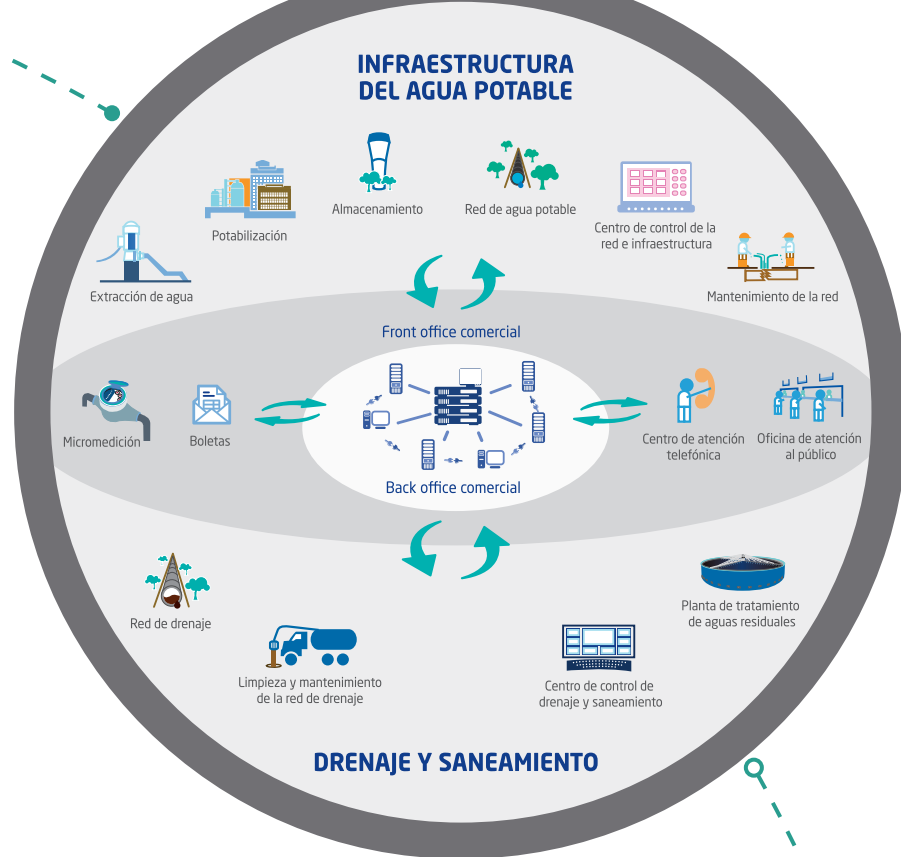 INFRAESTRUCTURA
DEL AGUA POTABLE
Extracción de agua
Potabilización
Almacenamiento
Red de agua potable
Centro de control de la
red e infraestructura
Mantenimiento de la red
Front office comercial
Micromedición
Boletas
Centro de atención
telefónica
Oficina de atención
al público
Back office comercial
Red de drenaje
Limpieza y mantenimiento
de la red de drenaje
Centro de control de
drenaje y saneamiento
Planta de tratamiento
de aguas residuales
DRENAJE Y SANEAMIENTO